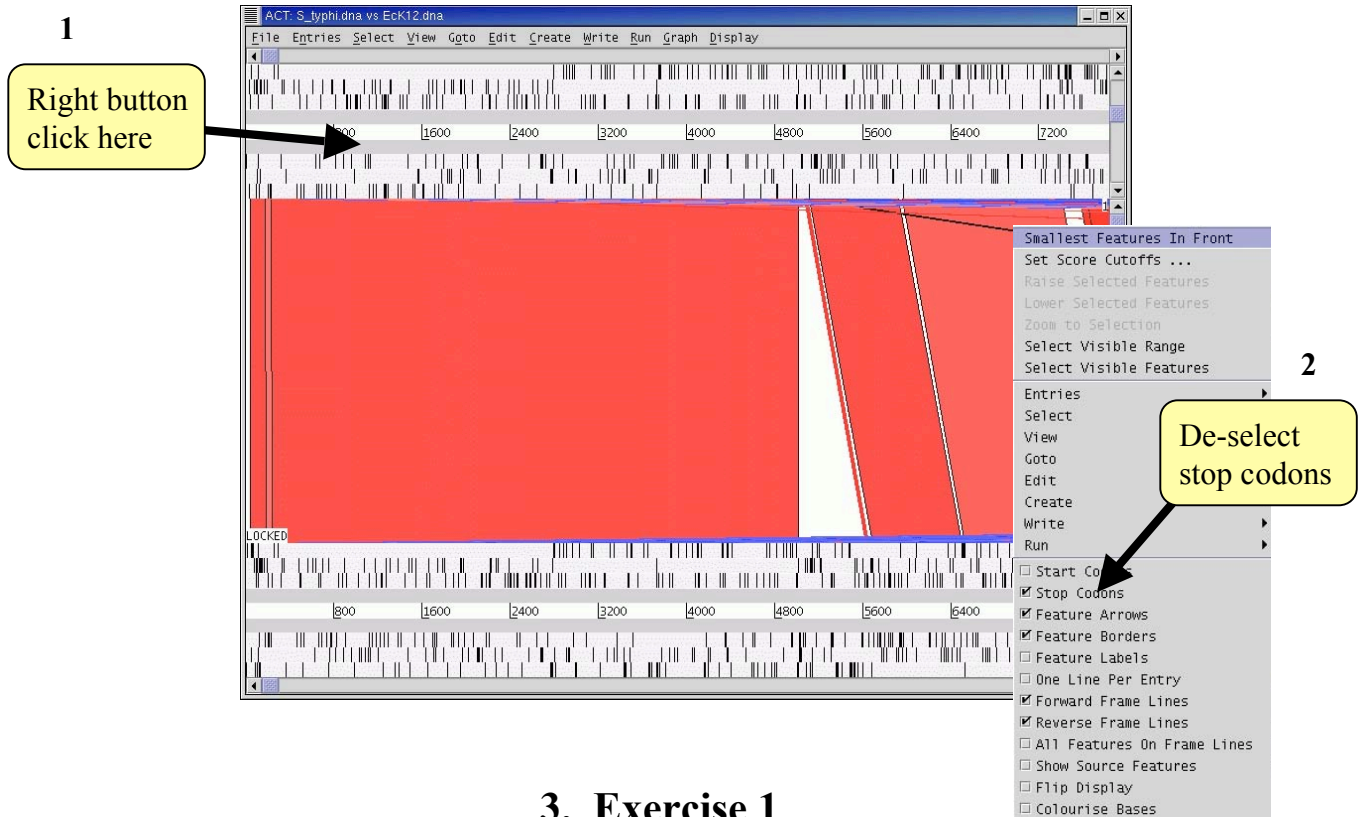 1
Right button
click here
ACT: S_typhi.dna vs EcK12.dna
File Entries Select View Goto Edit Create Write Run Graph Display
800 1600 2400 3200 4000 4800 5600 6400 7200
1
LOCKED
800 1600 2400 3200 4000 4800 5600 6400
Smallest Features In Front
Set Score Cutoffs ...
Raise Selected Features
Lower Selected Features
Zoom to Selection
Select Visible Range
Select Visible Features
Entries
Select
View
Goto
Edit
Create
Write
Run
Start
Stop Codons
Feature Arrows
Feature Borders
Feature Labels
One Line Per Entry
Forward Frame Lines
Reverse Frame Lines
All Features On Frame Lines
Show Source Features
Flip Display
Colourise Bases
2
De-select
stop codons
3. Exercise 1